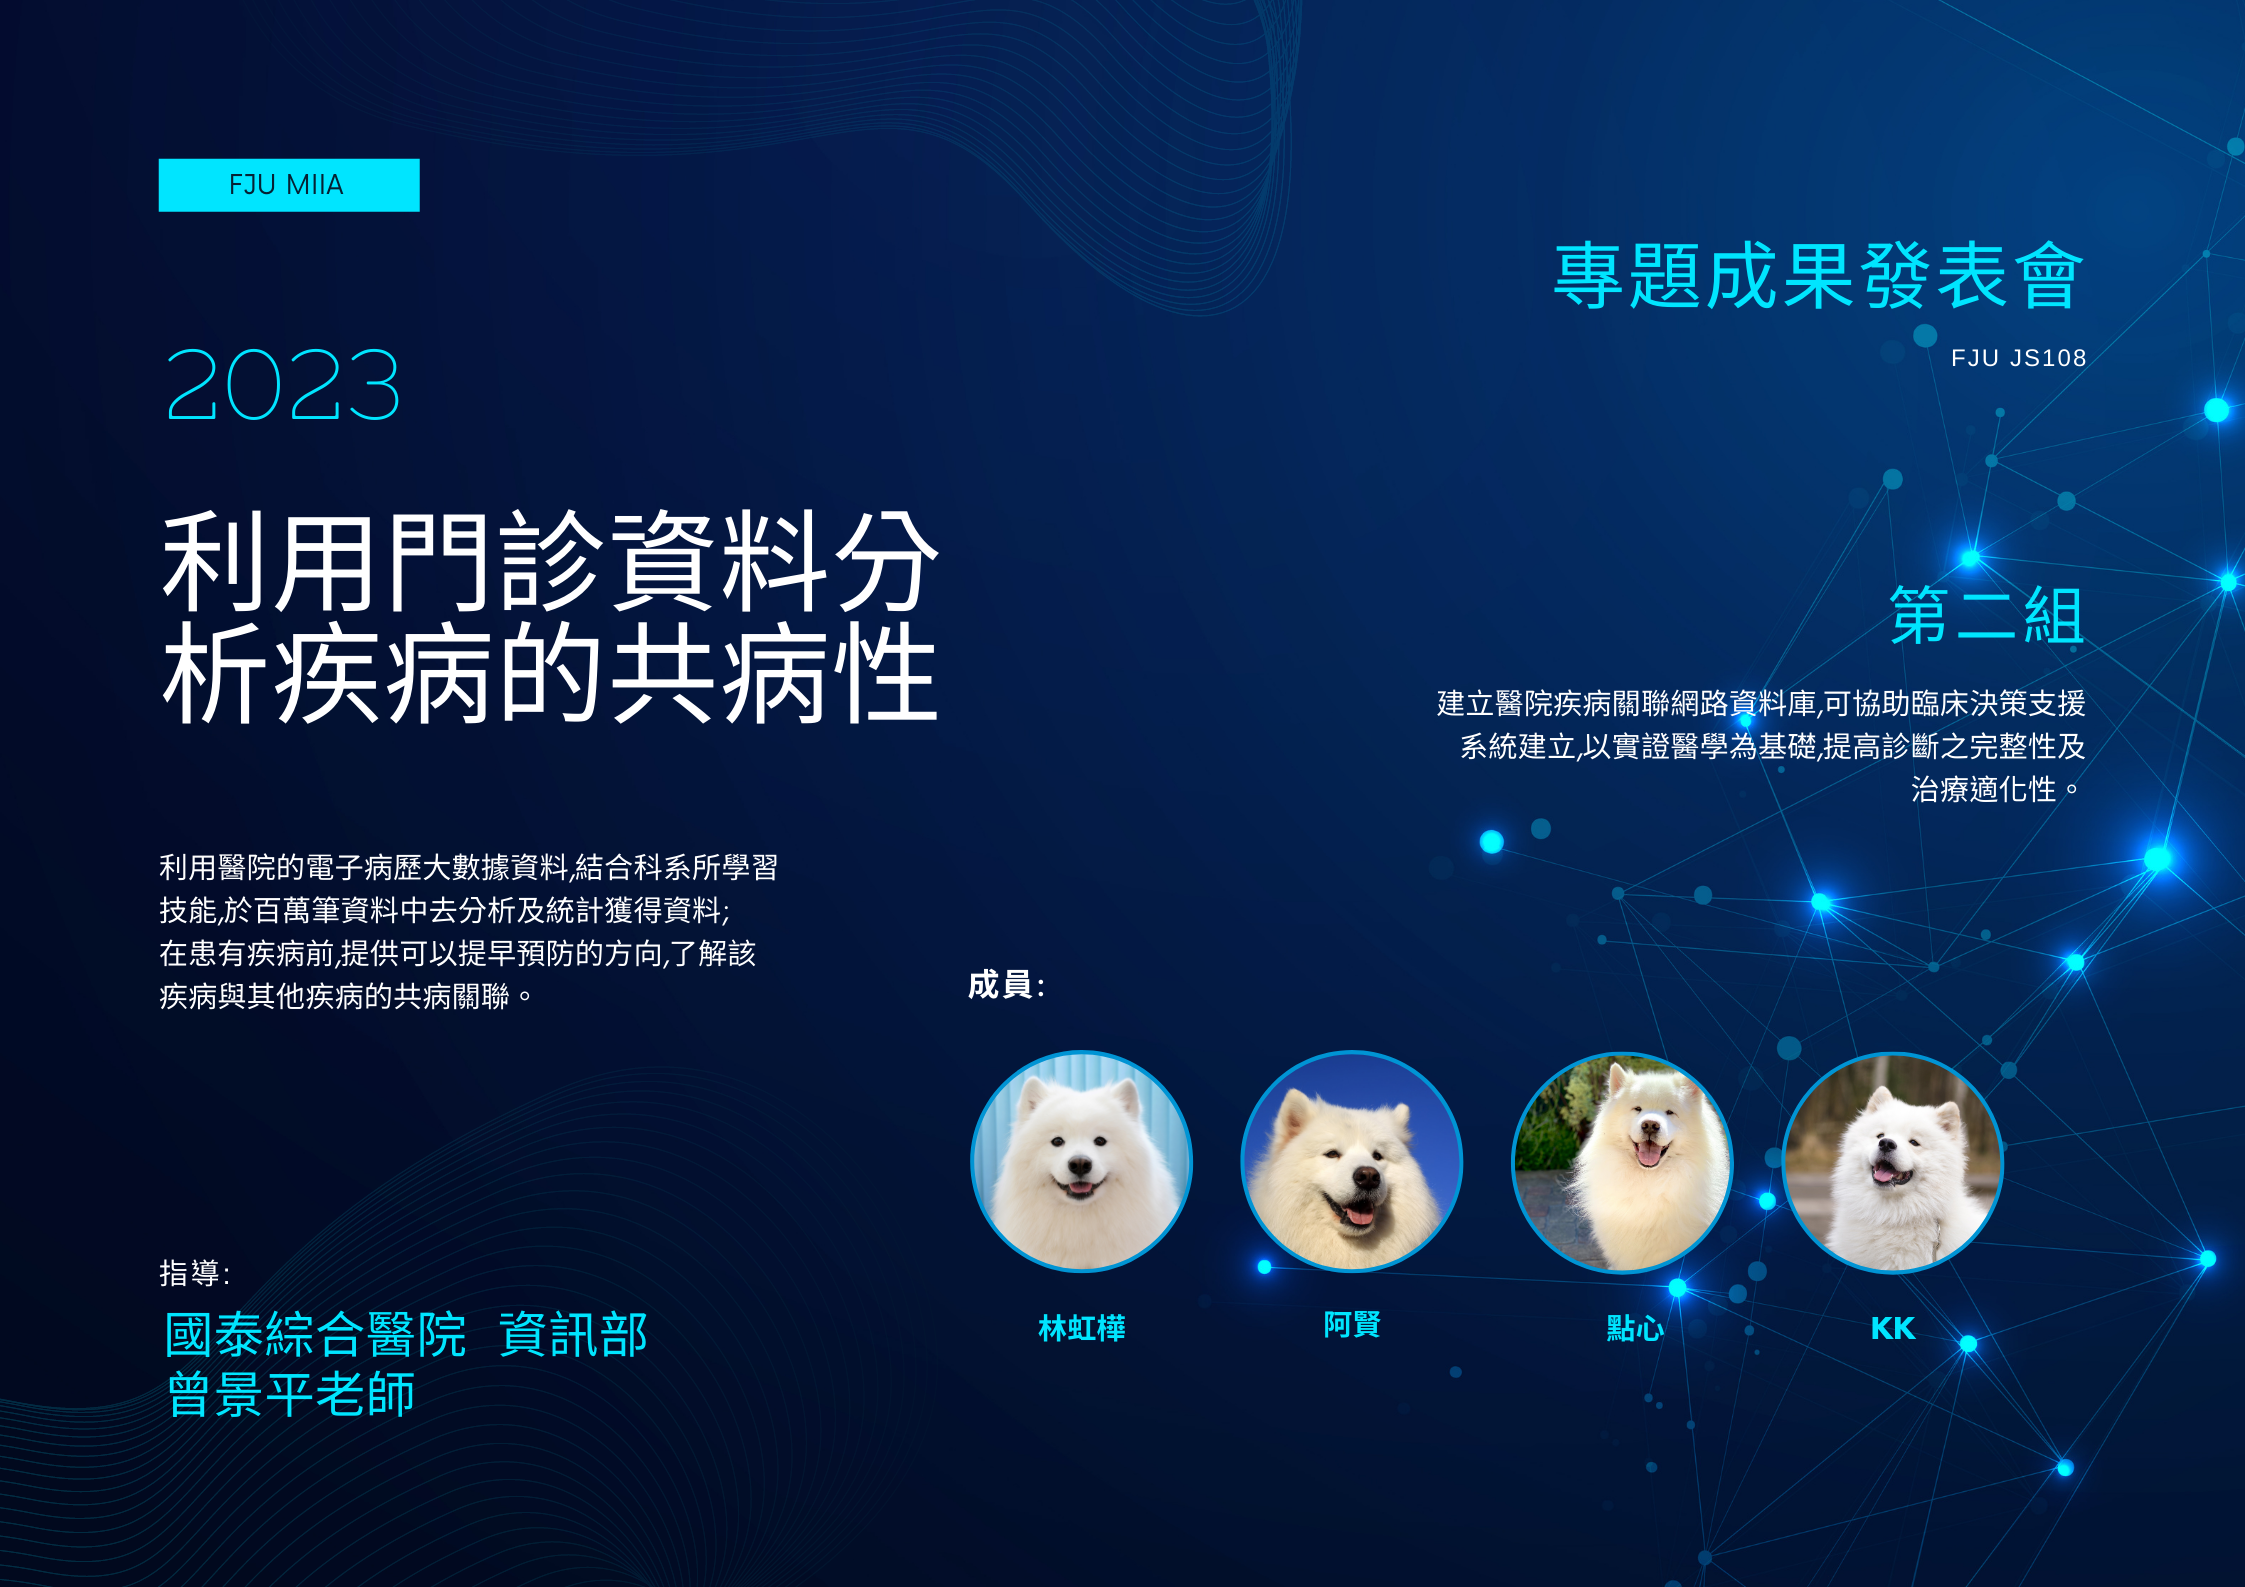 FJU MIIA
專題成果發表會
FJU JS108
2023
利用門診資料分
析疾病的共病性
第二組
建立醫院疾病關聯網路資料庫,可協助臨床決策支援
系統建立,以實證醫學為基礎,提高診斷之完整性及
治療適化性。
利用醫院的電子病歷大數據資料,結合科系所學習
技能,於百萬筆資料中去分析及統計獲得資料;
在患有疾病前,提供可以提早預防的方向,了解該
疾病與其他疾病的共病關聯。
成員:
林虹樺
阿賢
點心
KK
指導:
國泰綜合醫院 資訊部
曾景平老師